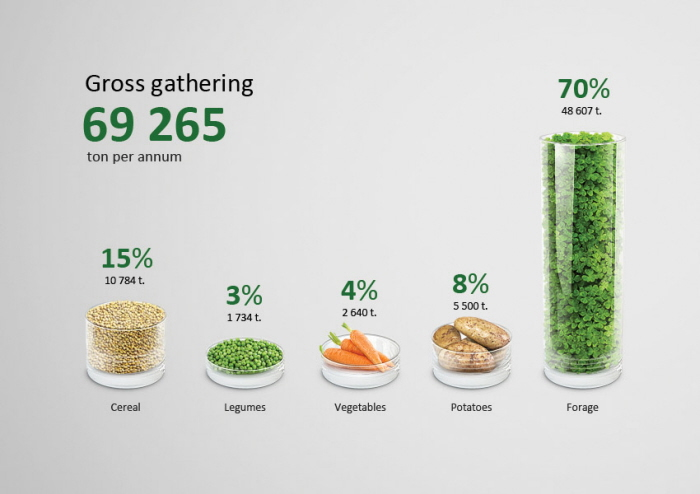 Gross gathering
69 265
ton per annum
70%
48 607 t.
15%
10 784 t.
3%
1 734 t.
4%
2 640 t.
8%
5 500 t.
Cereal
Legumes
Vegetables
Potatoes
Forage